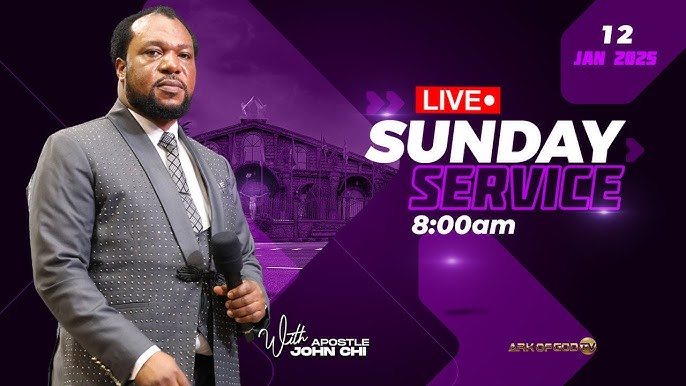 12
JAN 2025
LIVE
SUNDAY
SERVICE
8:00am
With APOSTLE
JOHN CHI
ARK OF GOD TV